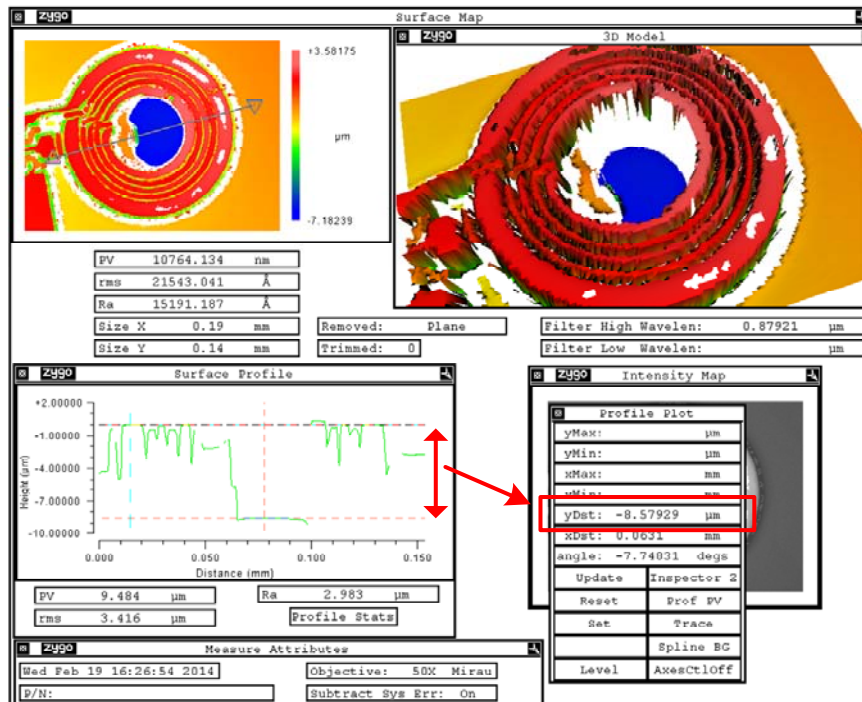 zygo Surface Map
+3.58175
µm
-7.18239
zygo 3D Model
PV 10764.134 nm
rms 21543.041 Å
Ra 15191.187 Å
Size X 0.19 mm
Size Y 0.14 mm
Removed: Plane
Trimmed: 0
Filter High Wavelen: 0.87921 µm
Filter Low Wavelen: µm
zygo Surface Profile
+2.00000
-1.00000
-4.00000
-7.00000
-10.00000
Height (µm)
0.000 0.050 0.100 0.150
Distance (mm)
PV 9.484 µm
rms 3.416 µm
Ra 2.983 µm
Profile Stats
zygo Intensity Map
Profile Plot
yMax: µm
yMin: µm
xMax: mm
xMin: mm
yDst: -8.57929 µm
xDst: 0.0631 mm
angle: -7.74031 degs
Update Inspector 2
Reset Prof PV
Set Trace
Spline BG
Level AxesCtlOff
zygo Measure Attributes
Wed Feb 19 16:26:54 2014
P/N:
Objective: 50X Mirau
Subtract Sys Err: On